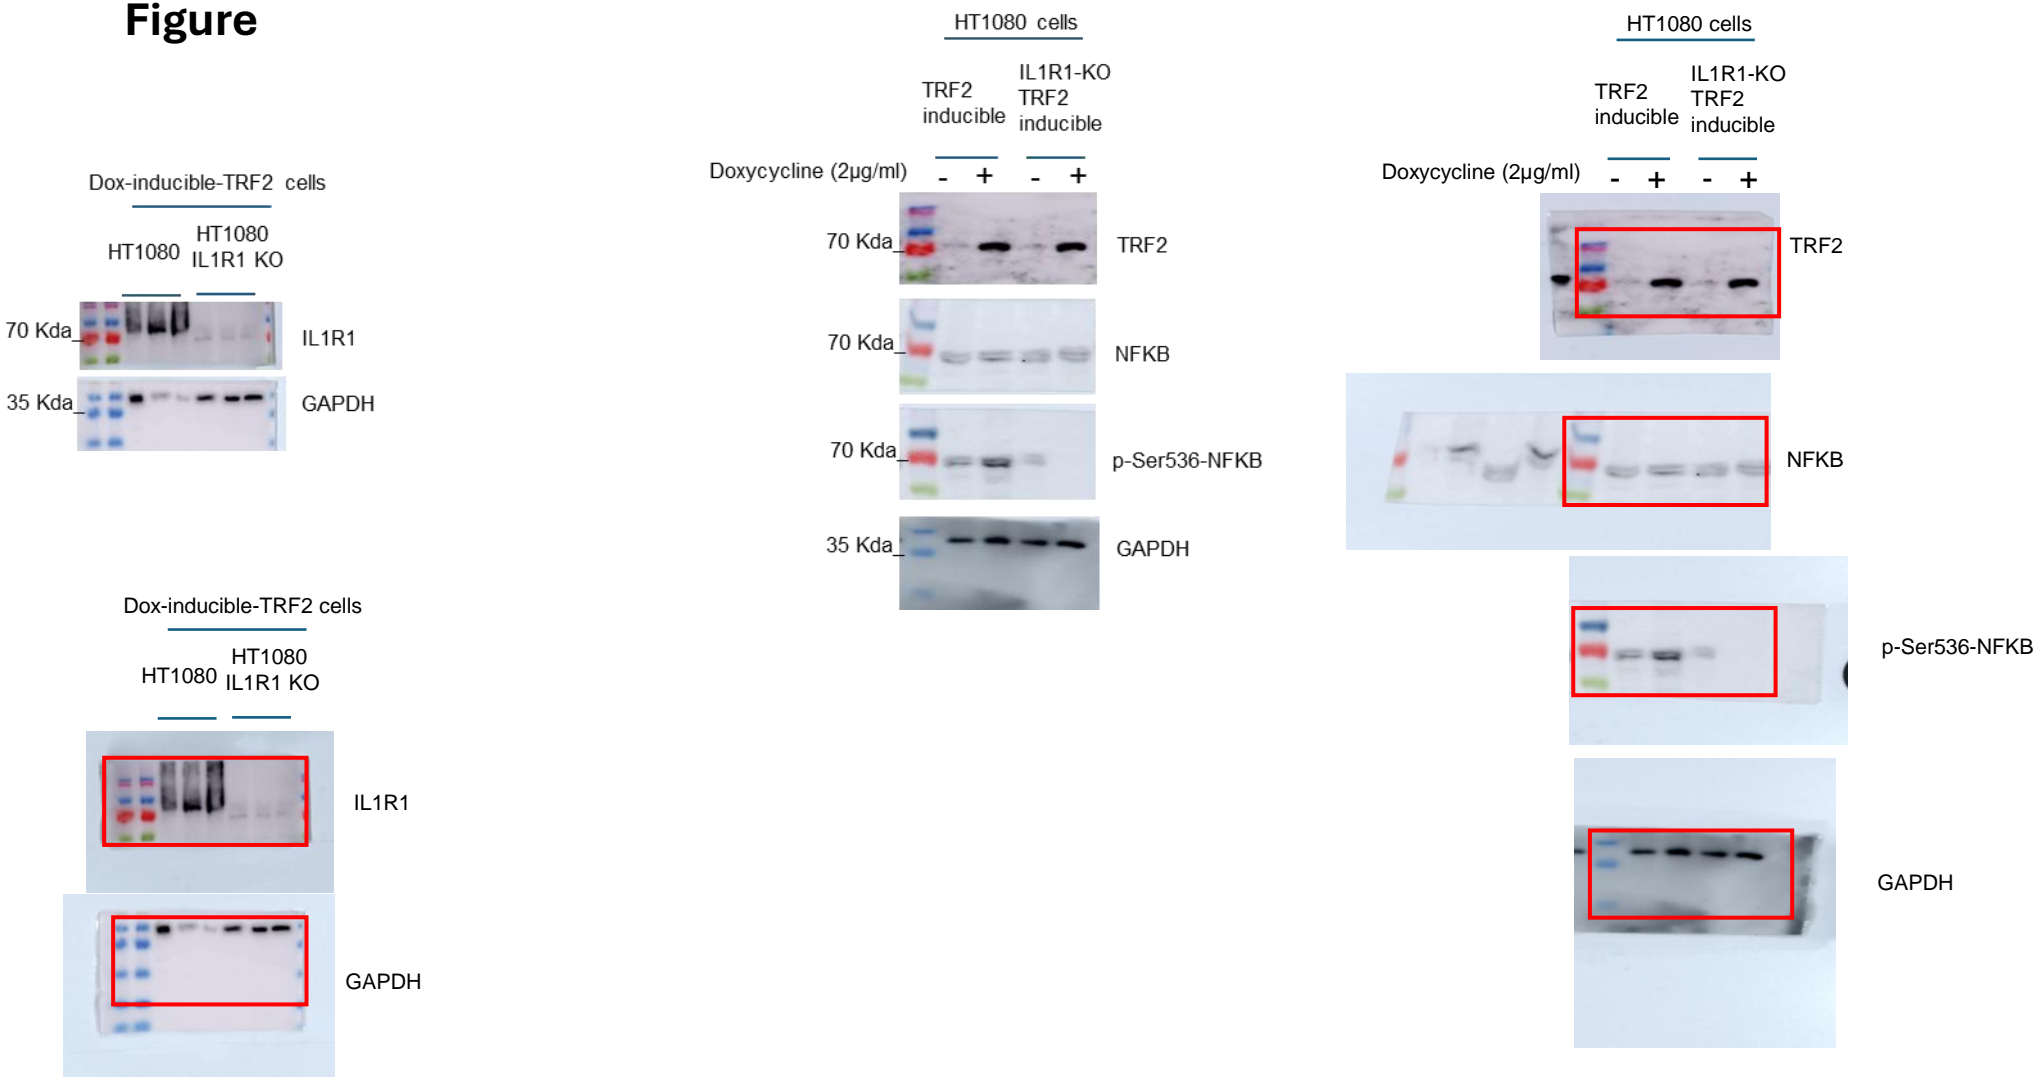 Figure
Dox-inducible-TRF2 cells
HT1080
HT1080
IL1R1 KO
70 Kda
IL1R1
35 Kda
GAPDH
Dox-inducible-TRF2 cells
HT1080
HT1080
IL1R1 KO
IL1R1
GAPDH
HT1080 cells
TRF2
inducible
IL1R1-KO
TRF2
inducible
Doxycycline (2µg/ml)
- + - +
70 Kda
TRF2
70 Kda
NFKB
70 Kda
p-Ser536-NFKB
35 Kda
GAPDH
HT1080 cells
TRF2
inducible
IL1R1-KO
TRF2
inducible
Doxycycline (2µg/ml)
- + - +
TRF2
NFKB
p-Ser536-NFKB
GAPDH